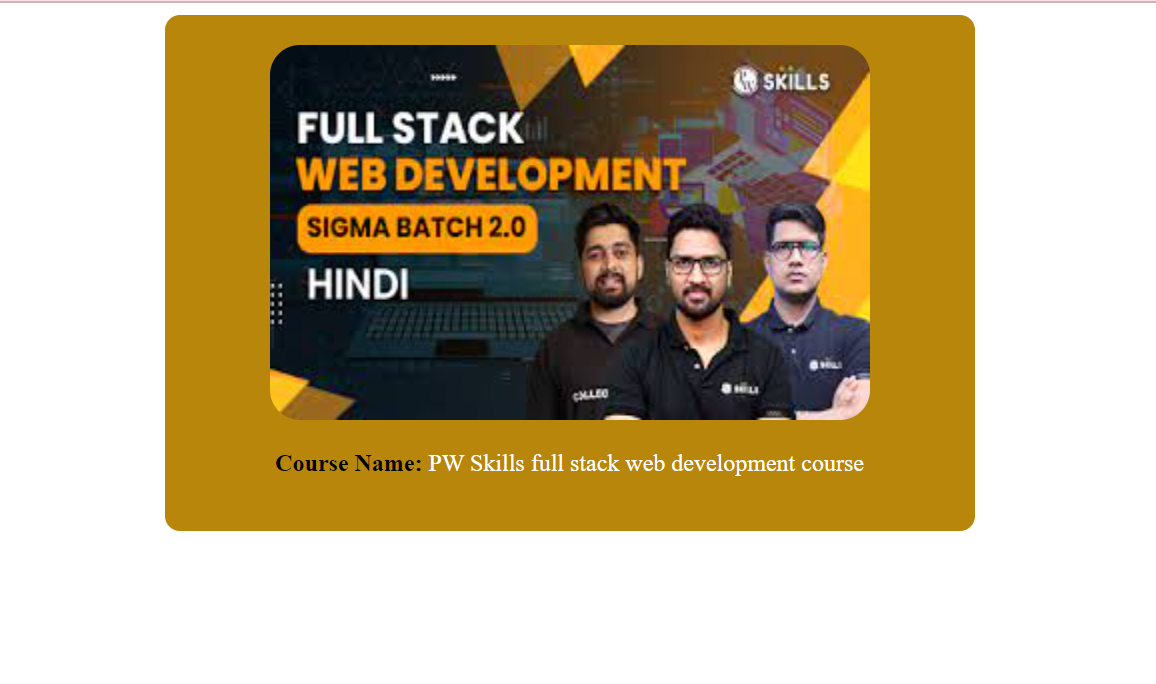 SKILLS
FULL STACK
WEB DEVELOPMENT
SIGMA BATCH 2.0
HINDI
SKILLS
SKILLS
Course Name: PW Skills full stack web development course